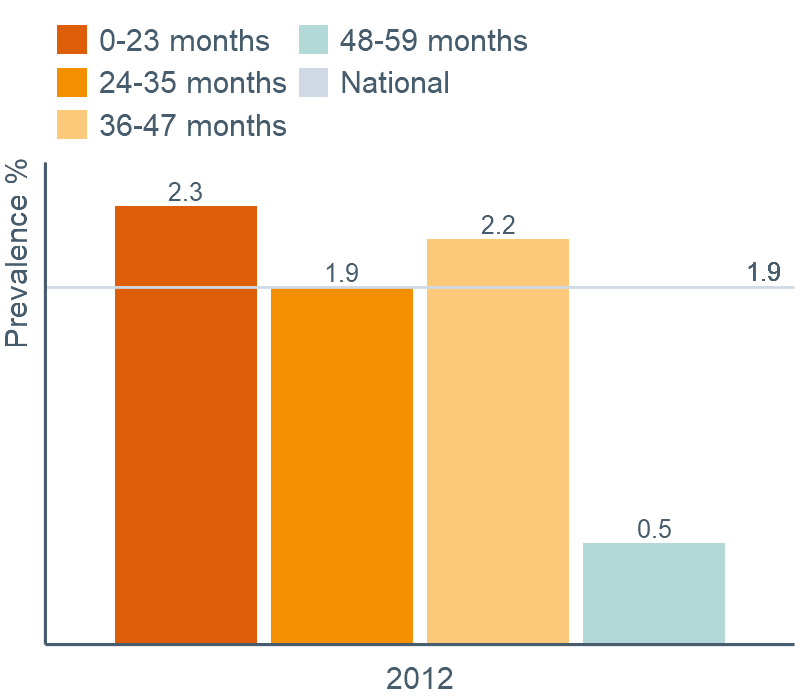 0-23 months
24-35 months
36-47 months
48-59 months
National
Prevalence %
2.3
1.9
2.2
0.5
1.9
2012